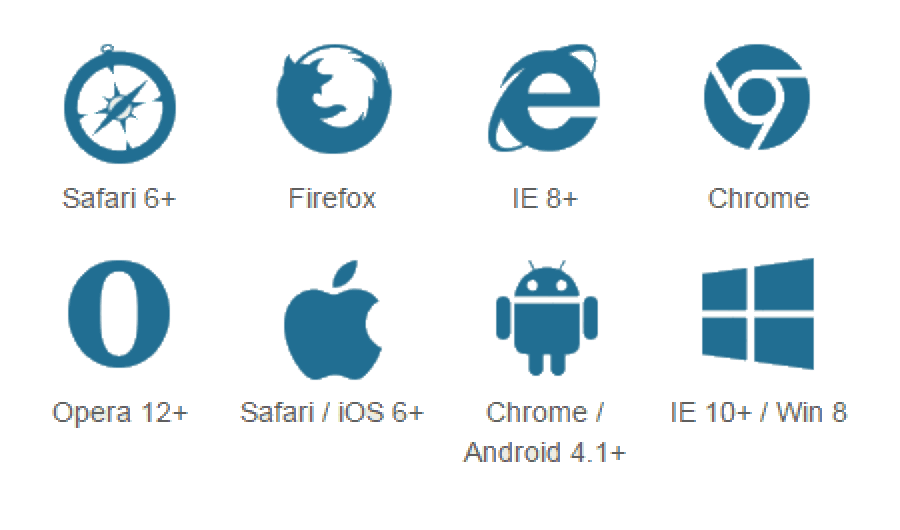 Safari 6+
Firefox
IE 8+
Chrome
Opera 12+
Safari / iOS 6+
Chrome /
Android 4.1+
IE 10+ / Win 8